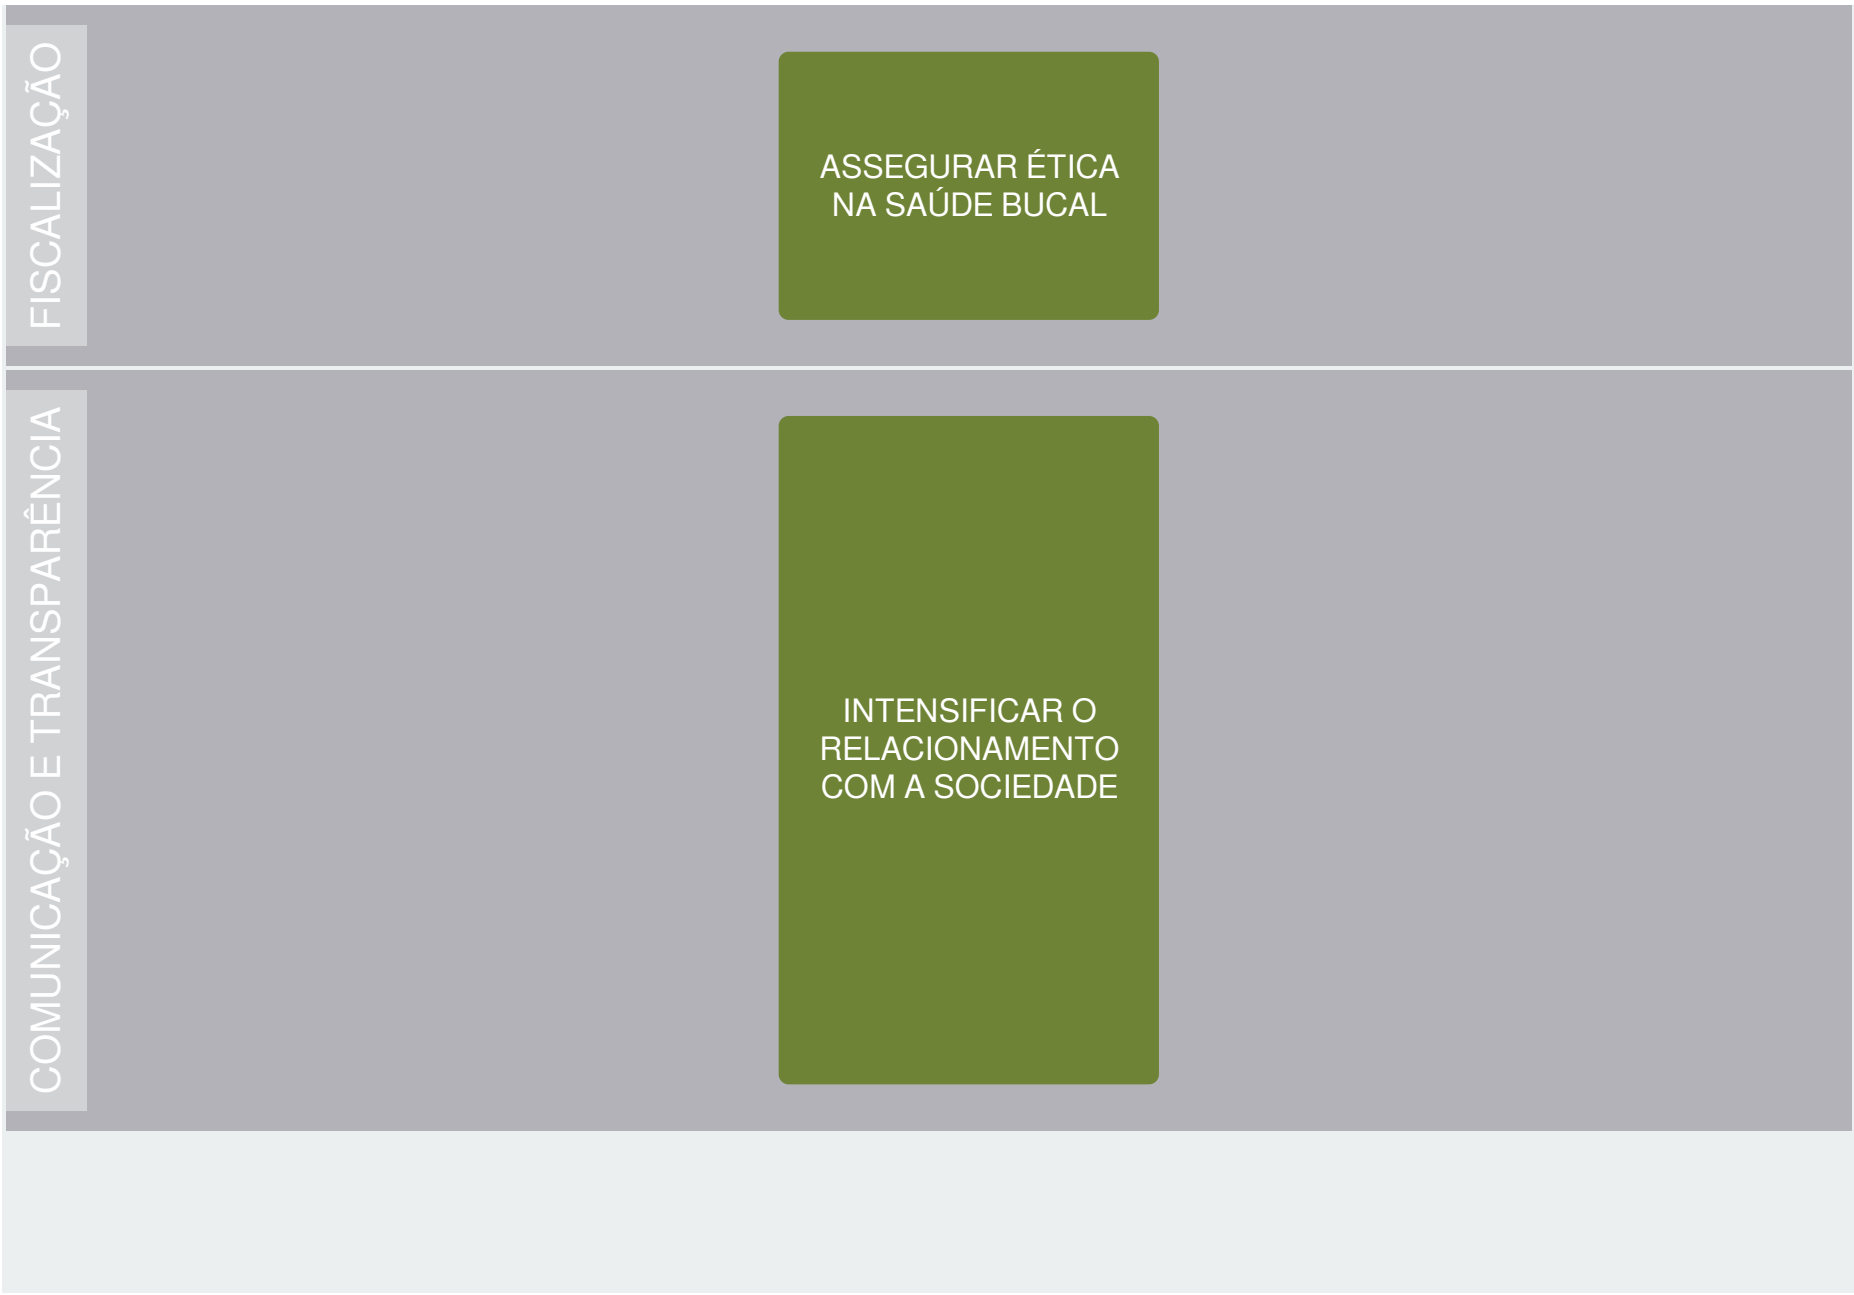 FISCALIZAÇÃO
ASSEGURAR ÉTICA
NA SAÚDE BUCAL
COMUNICAÇÃO E TRANSPARÊNCIA
INTENSIFICAR O
RELACIONAMENTO
COM A SOCIEDADE